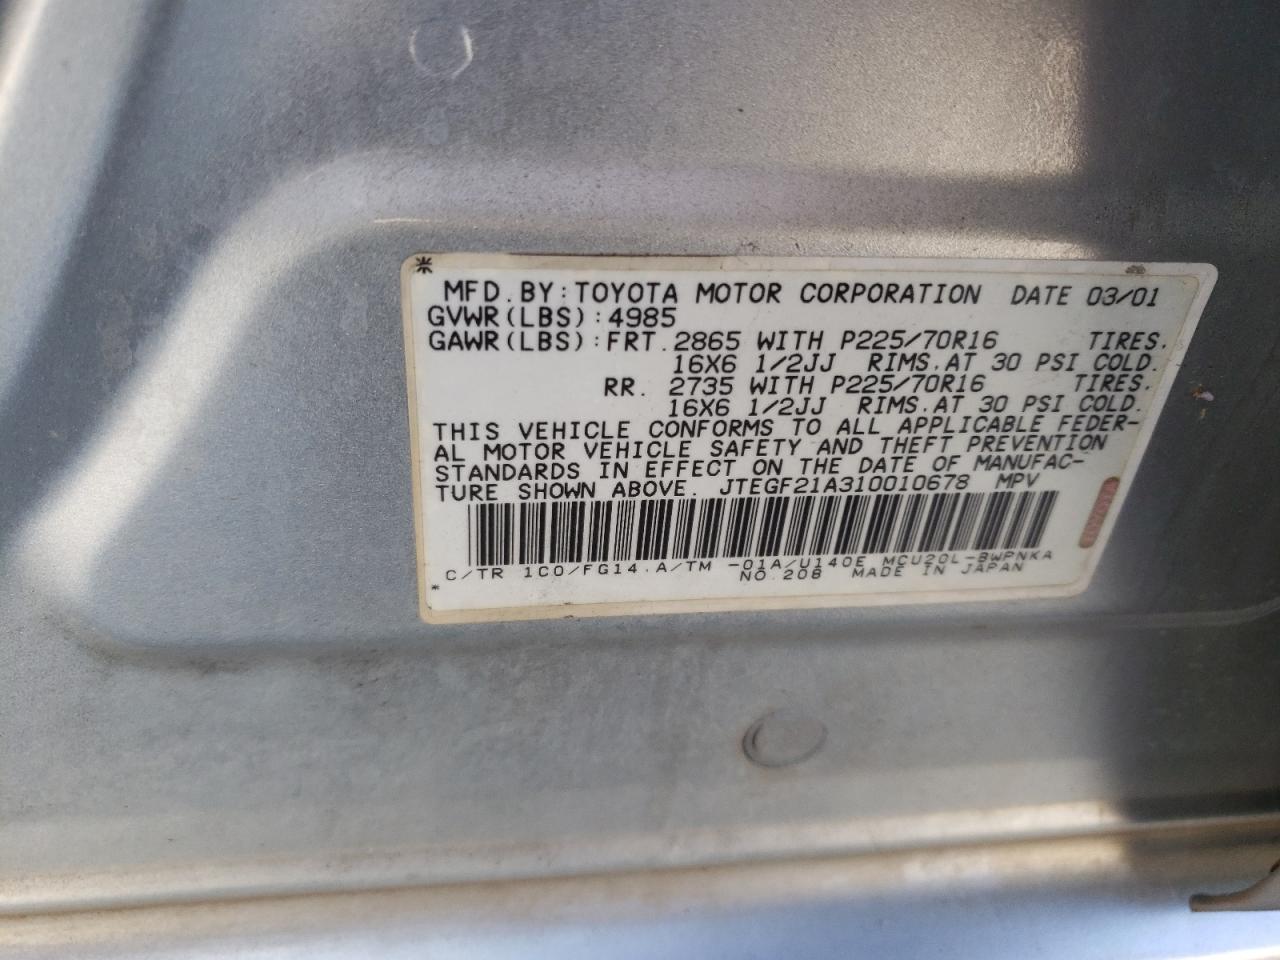 MFD. BY: TOYOTA MOTOR CORPORATION DATE 03/01
GVWR(LBS): 4985
GAWR(LBS): FRT. 2865 WITH P225/70R16 TIRES.
16X6 1/2JJ RIMS. AT 30 PSI COLD.
RR. 2735 WITH P225/70R16 TIRES.
16X6 1/2JJ RIMS. AT 30 PSI COLD.
THIS VEHICLE CONFORMS TO ALL APPLICABLE FEDER-
AL MOTOR VEHICLE SAFETY AND THEFT PREVENTION
STANDARDS IN EFFECT ON THE DATE OF MANUFAC-
TURE SHOWN ABOVE. JTEGF21A310010678 MPV
TOYOTA
C/TR 1C0/FG14. A/TM -01A/U140E MCU20L-BWPNKA
NO. 208 MADE IN JAPAN